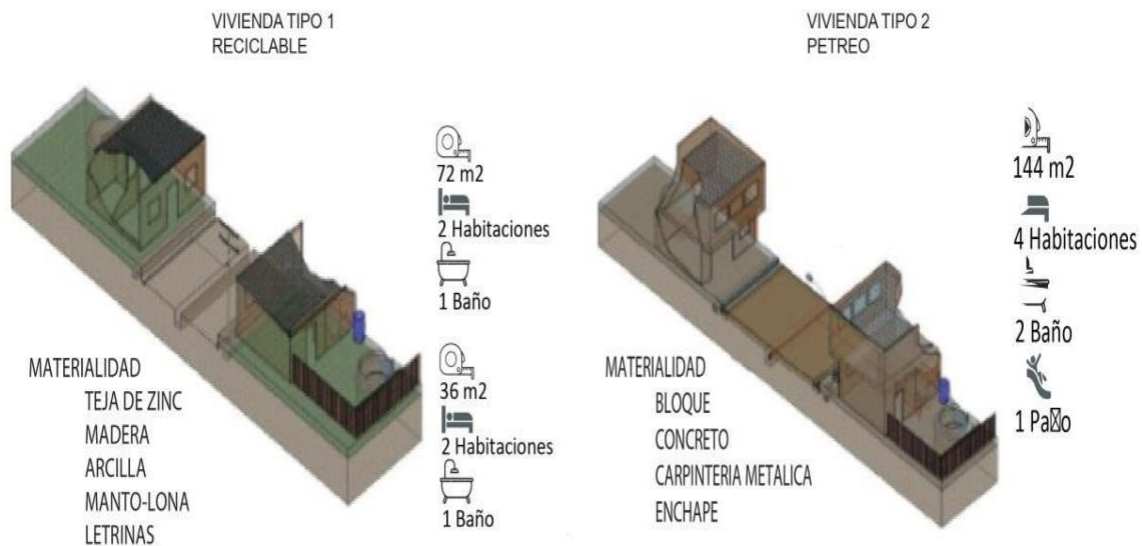 VIVIENDA TIPO 1
RECICLABLE
72 m2
2 Habitaciones
1 Baño
36 m2
2 Habitaciones
1 Baño
MATERIALIDAD
TEJA DE ZINC
MADERA
ARCILLA
MANTO-LONA
LETRINAS
VIVIENDA TIPO 2
PETREO
144 m2
4 Habitaciones
2 Baño
1 Pa☒o
MATERIALIDAD
BLOQUE
CONCRETO
CARPINTERIA METALICA
ENCHAPE